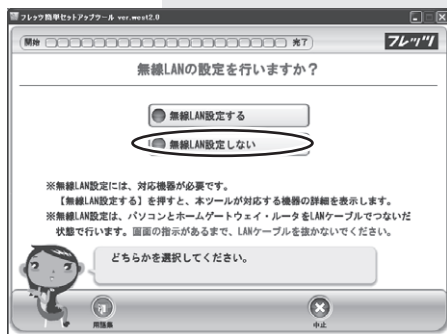 フレッツ簡単セットアップツール ver.west2.0
開始
完了
フレッツ
無線LANの設定を行いますか？
無線LAN設定する
無線LAN設定しない
※無線LAN設定には、対応機器が必要です。
【無線LAN設定する】を押すと、本ツールが対応する機器の詳細を表示します。
※無線LAN設定は、パソコンとホームゲートウェイ・ルータをLANケーブルでつないだ
状態で行います。画面の指示があるまで、LANケーブルを抜かないでください。
どちらかを選択してください。
用語集
中止